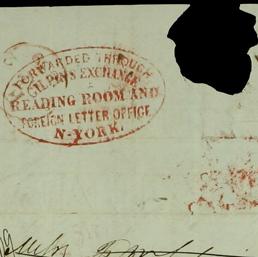 FORWARDED THROUGH
GILPIN'S EXCHANGE
READING ROOM AND
FOREIGN LETTER OFFICE
N-YORK.